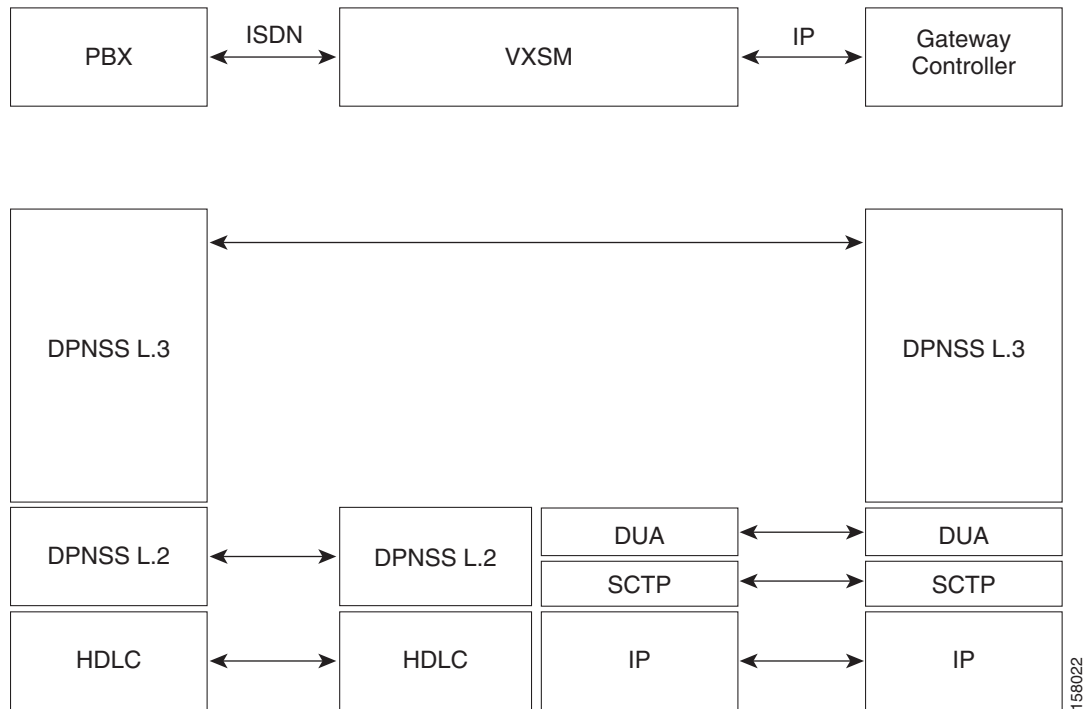 PBX
ISDN
VXSM
IP
Gateway
Controller
DPNSS L.3
DPNSS L.3
DPNSS L.2
DPNSS L.2
DUA
DUA
SCTP
SCTP
HDLC
HDLC
IP
IP
158022